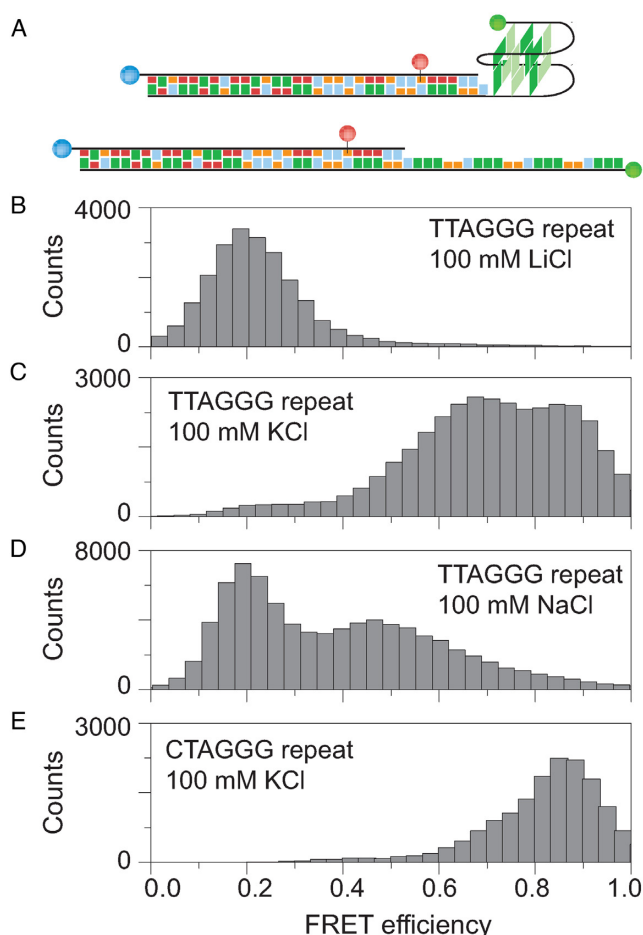 A
B
4000
Counts
0
TTAGGG repeat
100 mM LiCl
C
3000
Counts
0
TTAGGG repeat
100 mM KCl
D
8000
Counts
0
TTAGGG repeat
100 mM NaCl
E
3000
Counts
0
CTAGGG repeat
100 mM KCl
0.0 0.2 0.4 0.6 0.8 1.0
FRET efficiency